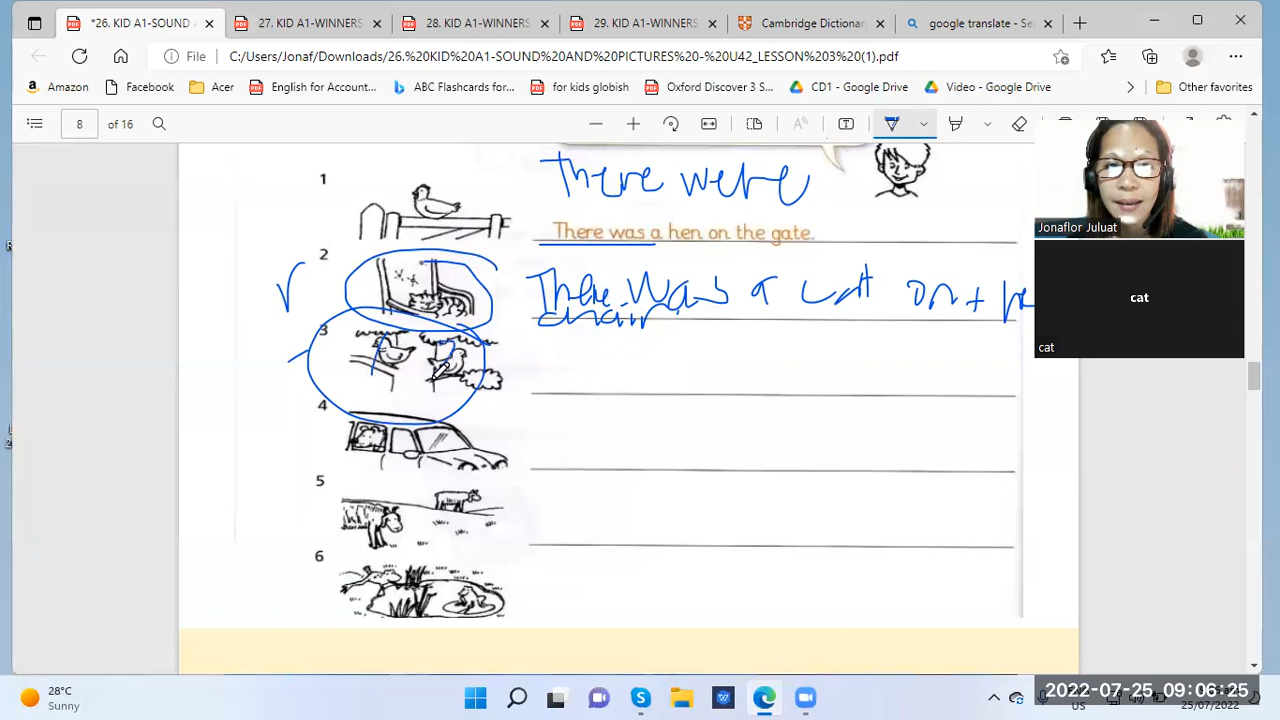 *26. KID A1-SOUND
27. KID A1-WINNERS
28. KID A1-WINNERS
29. KID A1-WINNERS
Cambridge Dictionar
google translate - Se
File
C:/Users/Jonaf/Downloads/26.%20KID%20A1-SOUND%20AND%20PICTURES%20-%20U42_LESSON%203%20(1).pdf
Amazon
Facebook
Acer
English for Account...
ABC Flashcards for...
for kids globish
Oxford Discover 3 S...
CD1 - Google Drive
Video - Google Drive
Other favorites
8 of 16
there were
1
There was a hen on the gate.
2
There was a cat on the
chair.
3
4
5
6
Jonaflor Juluat
cat
cat
28°C
Sunny
2022-07-25, 09:06:25
US
25/07/2022